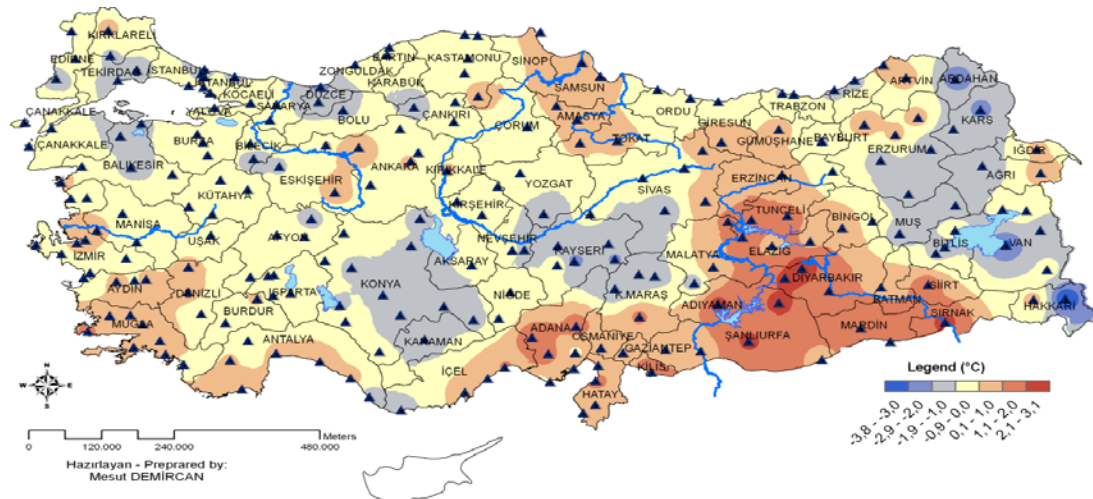 KIRKLARELİ
EDİRNE
TEKİRDAĞ
İSTANBUL
İSTANBUL
KOCAELİ
YALOVA
SAKARYA
DÜZCE
ZONGULDAK
BARTIN
KARABÜK
KASTAMONU
SİNOP
SAMSUN
ORDU
TRABZON
RİZE
ARTVİN
ARDAHAN
KARS
ÇANAKKALE
ÇANAKKALE
BALIKESİR
BURSA
BİLECİK
BOLU
ÇANKIRI
ÇORUM
AMASYA
TOKAT
GİRESUN
GÜMÜŞHANE
BAYBURT
ERZURUM
IĞDIR
AĞRI
ESKİŞEHİR
ANKARA
KIRIKKALE
YOZGAT
SİVAS
ERZİNCAN
KÜTAHYA
KIRŞEHİR
TUNCELİ
BİNGÖL
MUŞ
BİTLİS
VAN
MANİSA
UŞAK
AFYON
NEVŞEHİR
KAYSERİ
MALATYA
ELAZIĞ
İZMİR
AKSARAY
DİYARBAKIR
BATMAN
SİİRT
HAKKARİ
AYDIN
DENİZLİ
ISPARTA
KONYA
NİĞDE
K.MARAŞ
ADIYAMAN
MARDİN
ŞIRNAK
BURDUR
MUĞLA
ANTALYA
KARAMAN
ADANA
OSMANİYE
GAZİANTEP
ŞANLIURFA
İÇEL
KİLİS
HATAY
N
W E
S
Meters
0 120.000 240.000 480.000
Hazırlayan - Preprared by:
Mesut DEMİRCAN
Legend (°C)
-3,8 - -3,0
-2,9 - -2,0
-1,9 - -1,0
-0,9 - 0,0
0,1 - 1,0
1,1 - 2,0
2,1 - 3,1